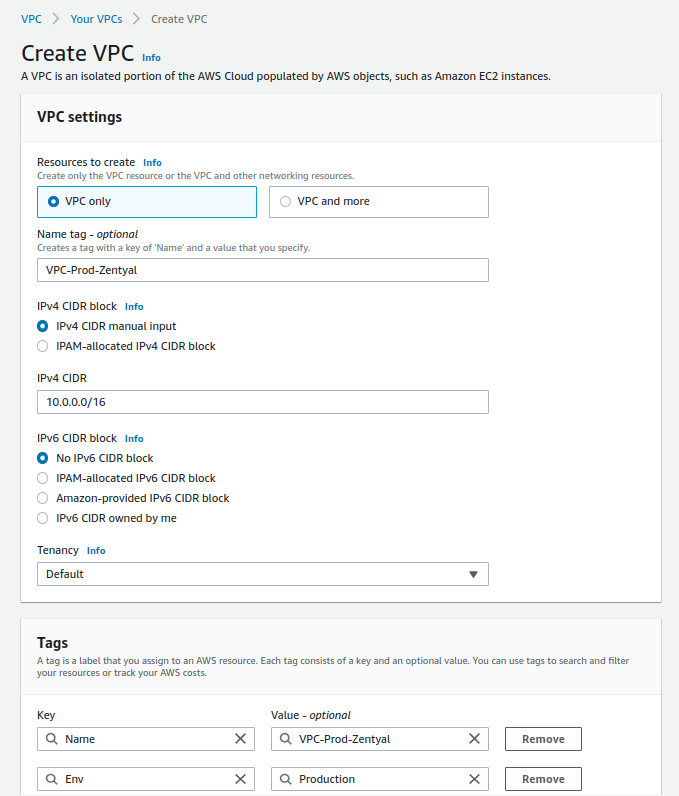 VPC > Your VPCs > Create VPC
Create VPC Info
A VPC is an isolated portion of the AWS Cloud populated by AWS objects, such as Amazon EC2 instances.
VPC settings
Resources to create Info
Create only the VPC resource or the VPC and other networking resources.
VPC only
VPC and more
Name tag - optional
Creates a tag with a key of 'Name' and a value that you specify.
VPC-Prod-Zentyal
IPv4 CIDR block Info
IPv4 CIDR manual input
IPAM-allocated IPv4 CIDR block
IPv4 CIDR
10.0.0.0/16
IPv6 CIDR block Info
No IPv6 CIDR block
IPAM-allocated IPv6 CIDR block
Amazon-provided IPv6 CIDR block
IPv6 CIDR owned by me
Tenancy Info
Default
Tags
A tag is a label that you assign to an AWS resource. Each tag consists of a key and an optional value. You can use tags to search and filter
your resources or track your AWS costs.
Key Value - optional
Name VPC-Prod-Zentyal Remove
Env Production Remove